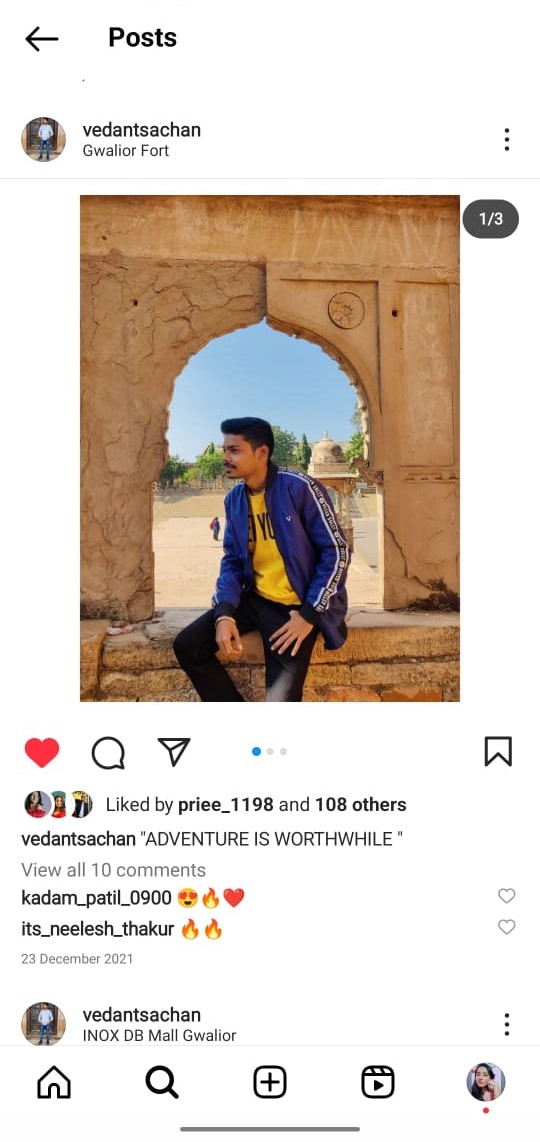 Posts
vedantsachan
Gwalior Fort
1/3
PAVAN
Liked by priee_1198 and 108 others
vedantsachan "ADVENTURE IS WORTHWHILE "
View all 10 comments
kadam_patil_0900 😍🔥❤️
its_neelesh_thakur 🔥🔥
23 December 2021
vedantsachan
INOX DB Mall Gwalior